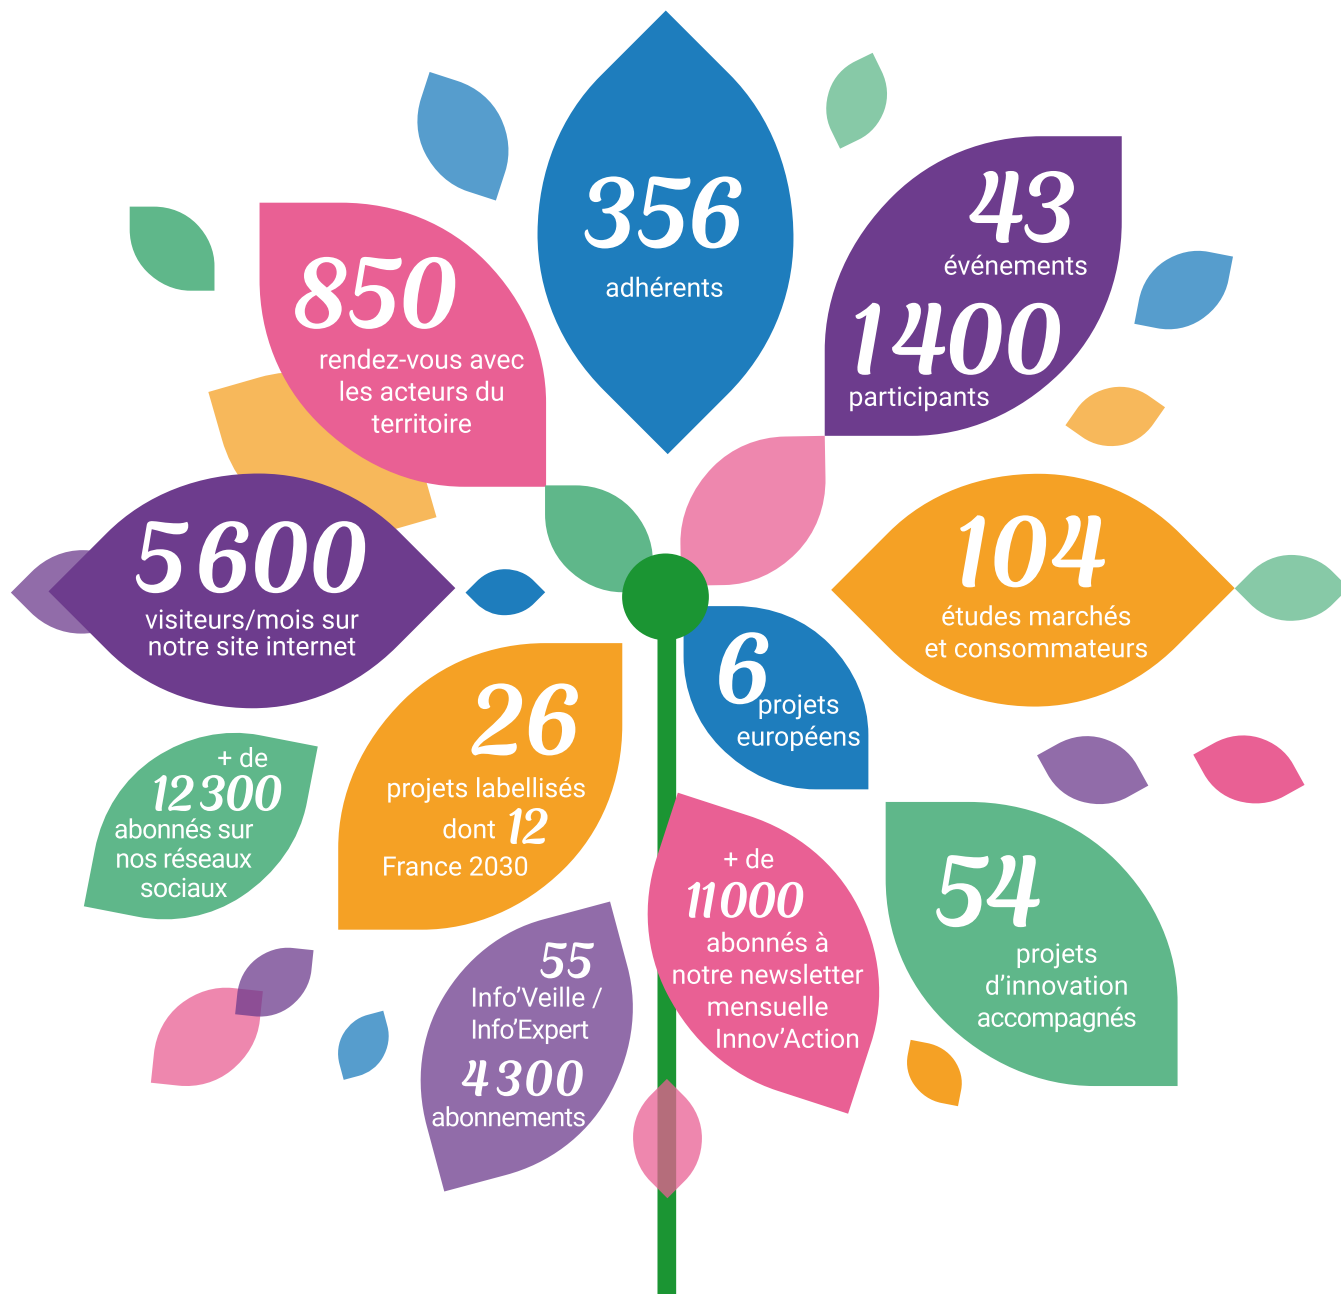 356
adhérents
43
événements
1400
participants
850
rendez-vous avec
les acteurs du
territoire
5600
visiteurs/mois sur
notre site internet
104
études marchés
et consommateurs
6
projets
européens
26
projets labellisés
dont 12
France 2030
+ de
12300
abonnés sur
nos réseaux
sociaux
+ de
11000
abonnés à
notre newsletter
mensuelle
Innov’Action
54
projets
d’innovation
accompagnés
55
Info’Veille /
Info’Expert
4300
abonnements